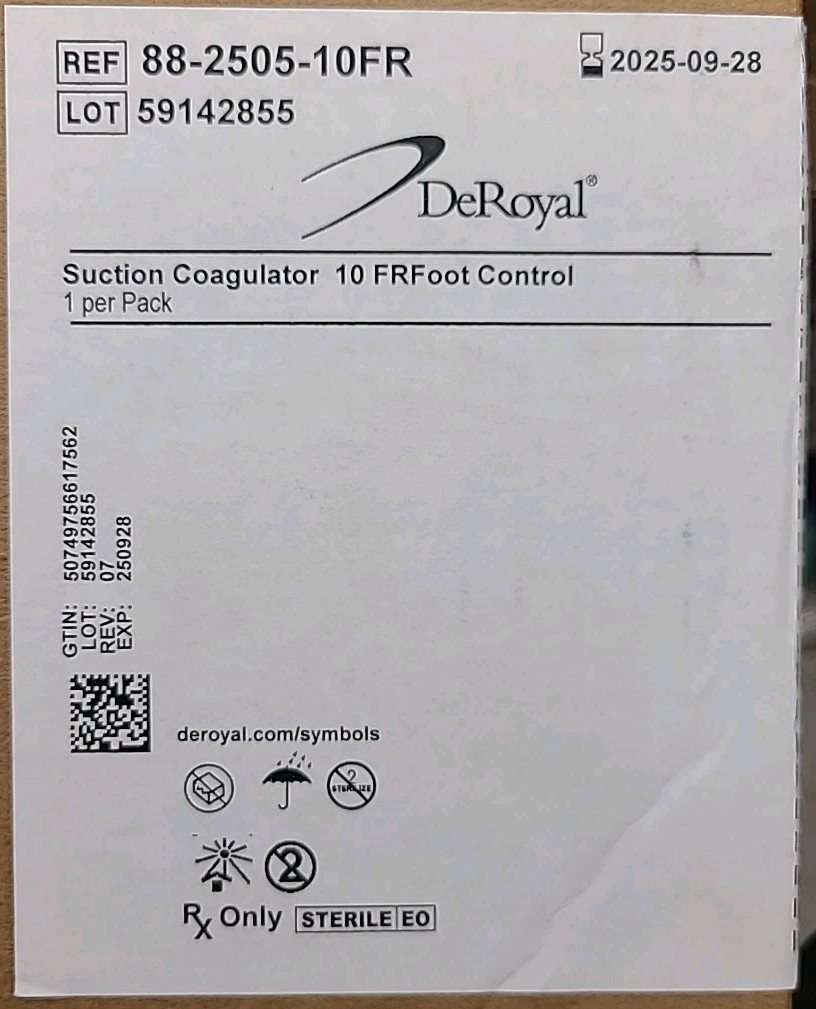 REF 88-2505-10FR
2025-09-28
LOT 59142855
DeRoyal®
Suction Coagulator 10 FRFoot Control
1 per Pack
GTIN: 50749756617562
LOT: 59142855
REV: 07
EXP: 250928
deroyal.com/symbols
2
STERILIZE
2
Rx Only STERILE EO